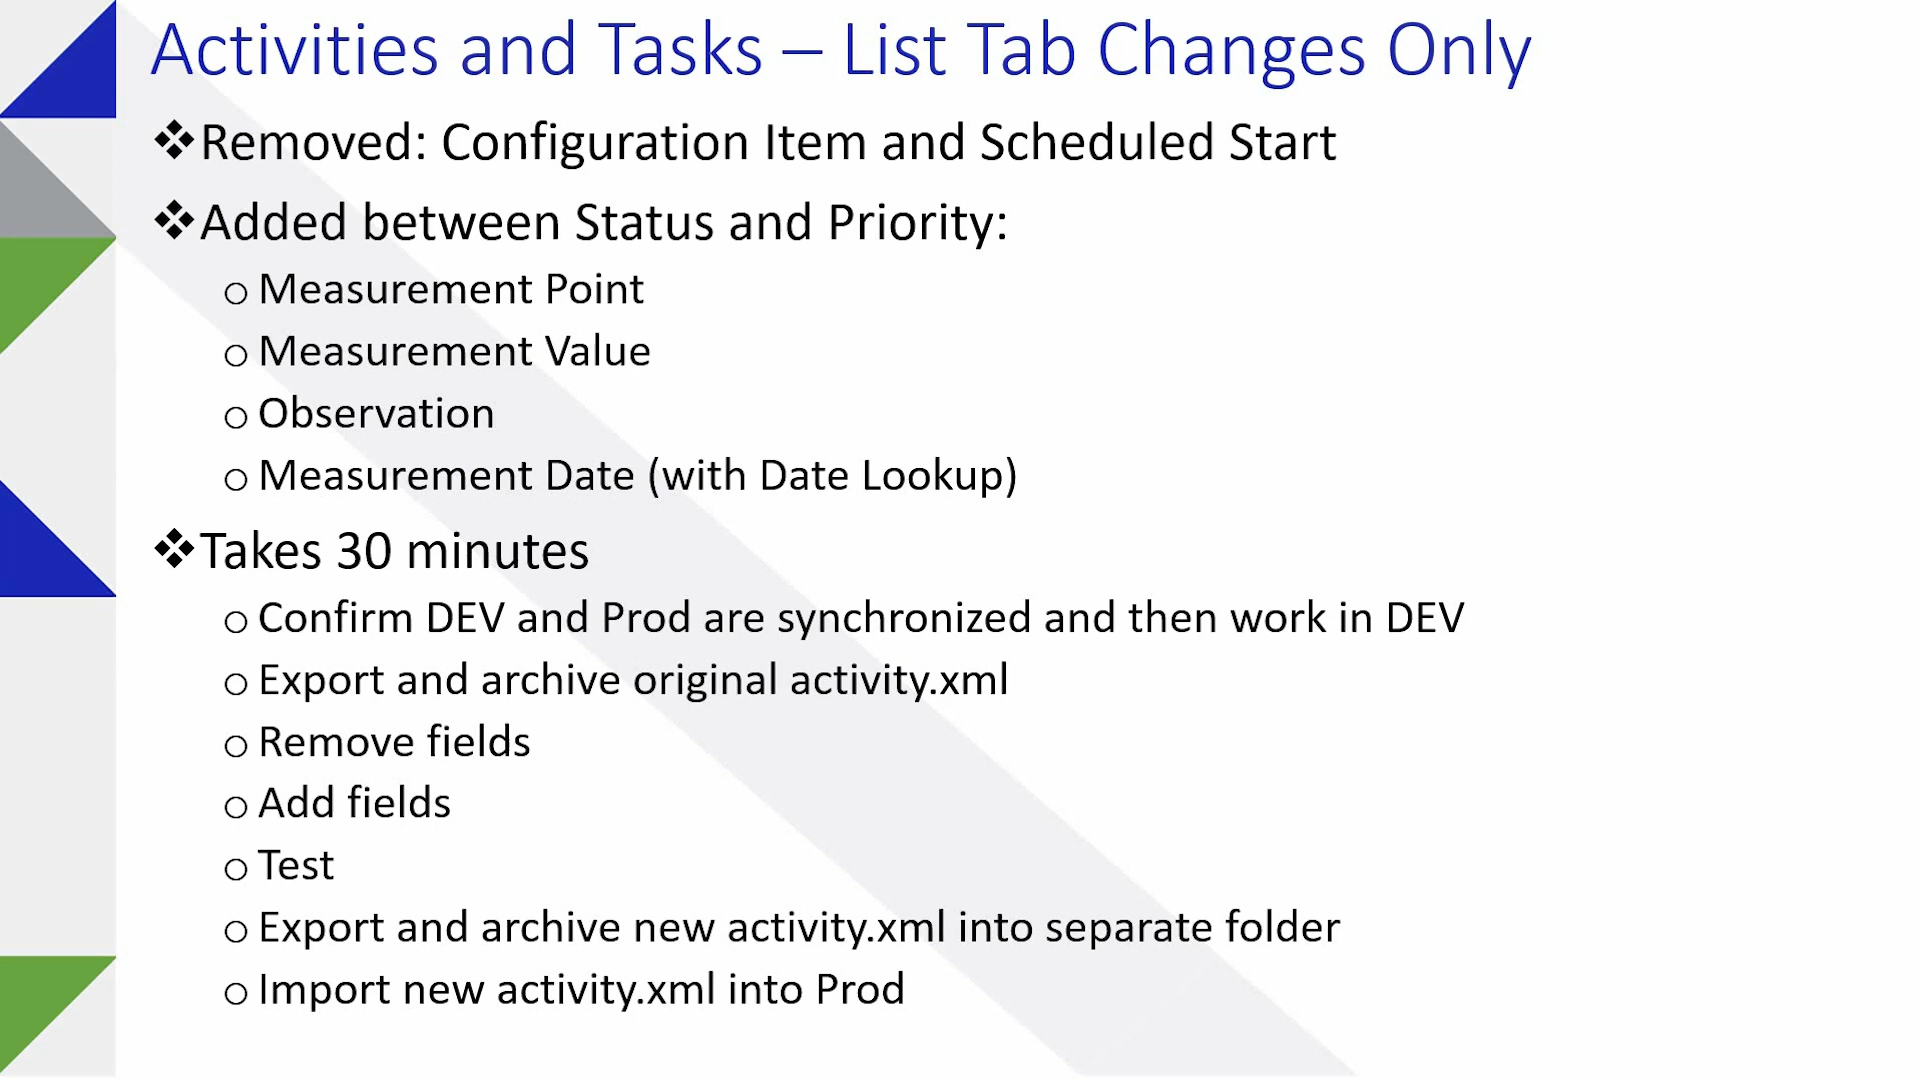 Activities and Tasks – List Tab Changes Only
❖Removed: Configuration Item and Scheduled Start
❖Added between Status and Priority:
o Measurement Point
o Measurement Value
o Observation
o Measurement Date (with Date Lookup)
❖Takes 30 minutes
o Confirm DEV and Prod are synchronized and then work in DEV
o Export and archive original activity.xml
o Remove fields
o Add fields
o Test
o Export and archive new activity.xml into separate folder
o Import new activity.xml into Prod